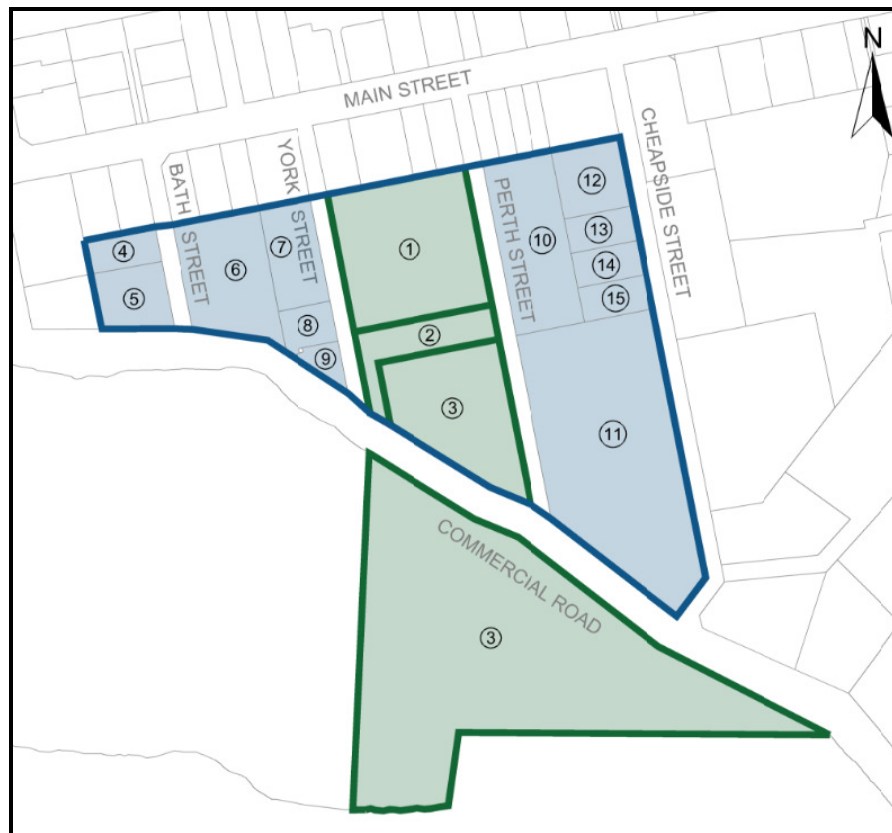 N
MAIN STREET
CHEAPSIDE STREET
YORK STREET
BATH STREET
PERTH STREET
12
1
10
13
4
7
6
14
5
15
8
2
9
3
11
COMMERCIAL ROAD
3